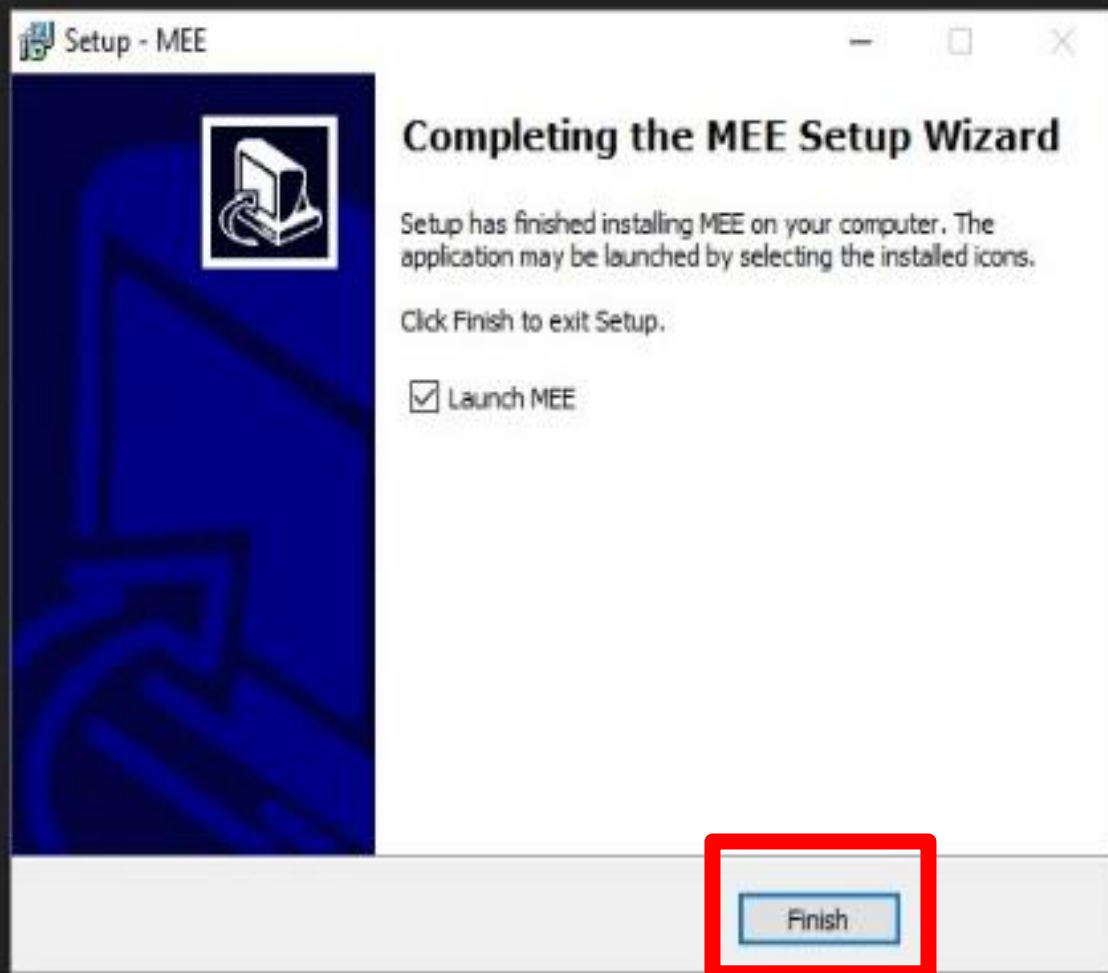 Setup - MEE
Completing the MEE Setup Wizard
Setup has finished installing MEE on your computer. The
application may be launched by selecting the installed icons.
Click Finish to exit Setup.
Launch MEE
Finish